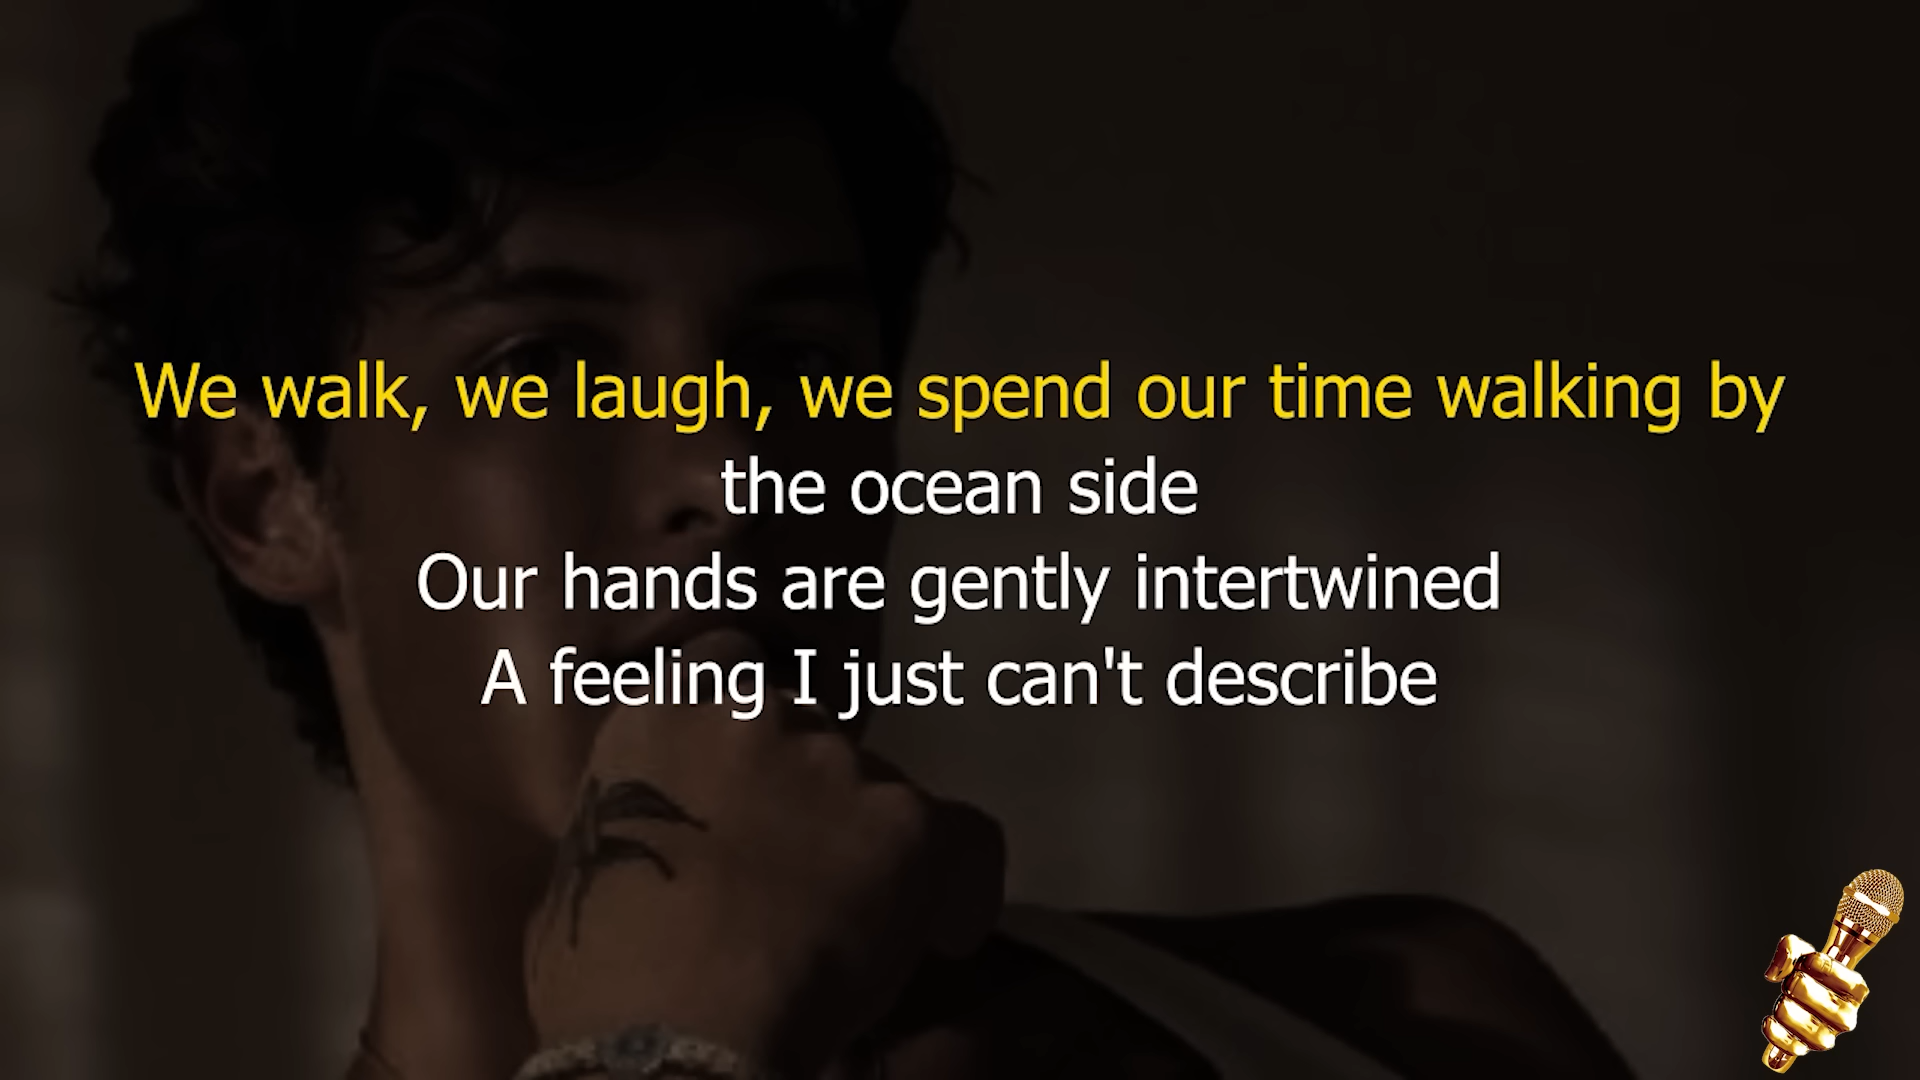 We walk, we laugh, we spend our time walking by
the ocean side
Our hands are gently intertwined
A feeling I just can't describe